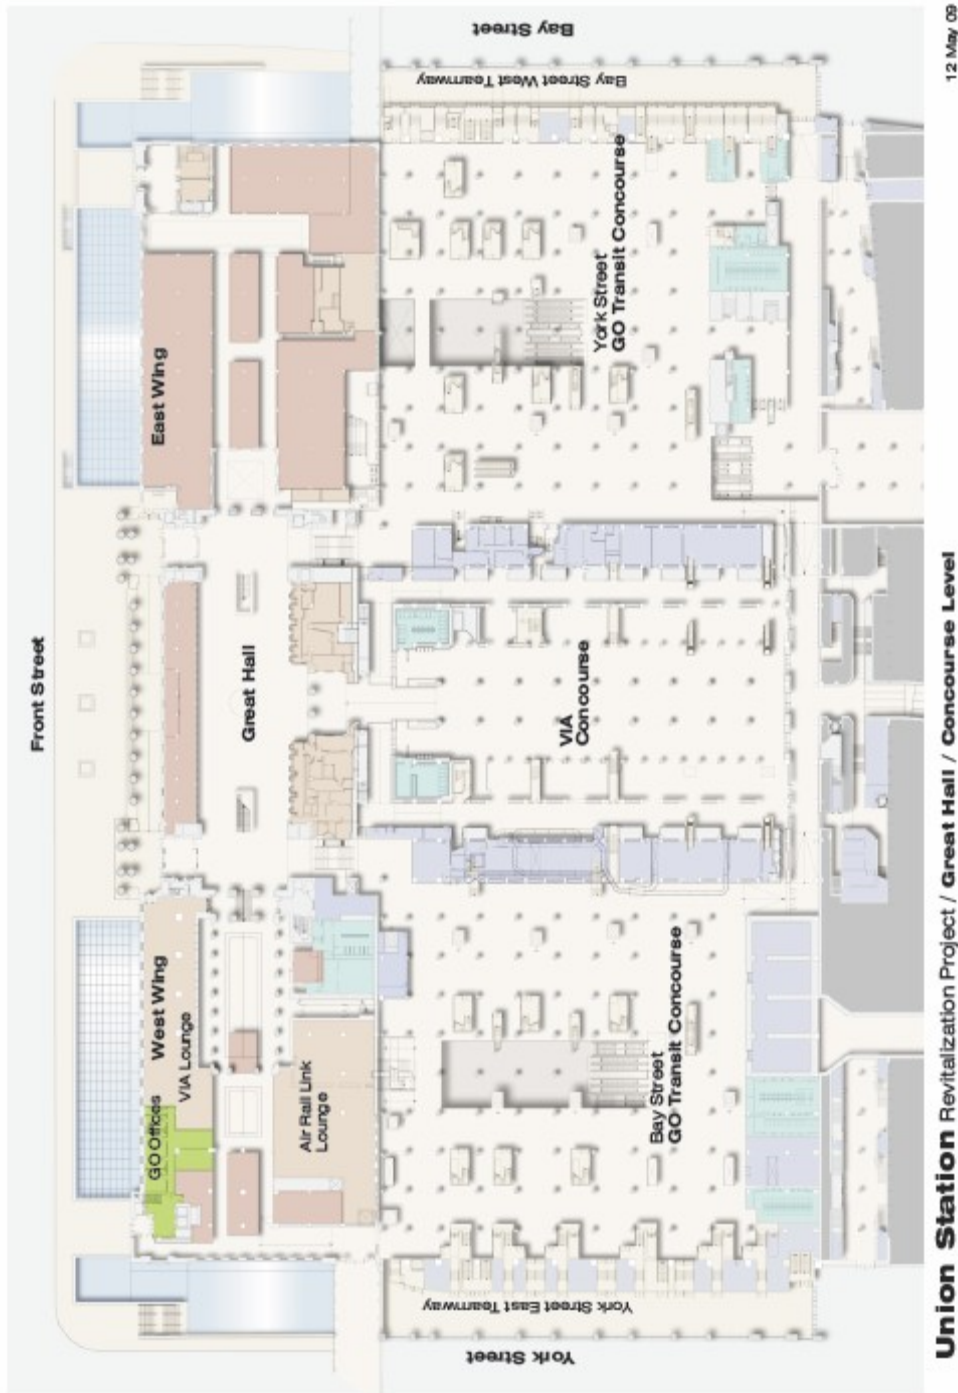 Front Street
York Street
York Street East Teamway
Bay Street
Bay Street West Teamway
GO Offices
West Wing
VIA Lounge
East Wing
Great Hall
Air Rail Link
Lounge
VIA
Concourse
Bay Street
GO Transit Concourse
York Street
GO Transit Concourse
Union Station Revitalization Project / Great Hall / Concourse Level
12 May 09